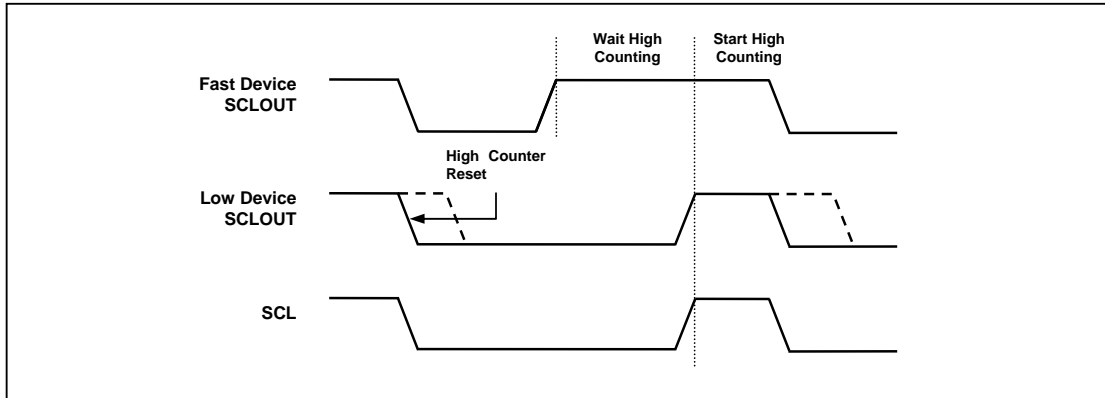 Wait High
Counting
Start High
Counting
Fast Device
SCLOUT
High Counter
Reset
Low Device
SCLOUT
SCL